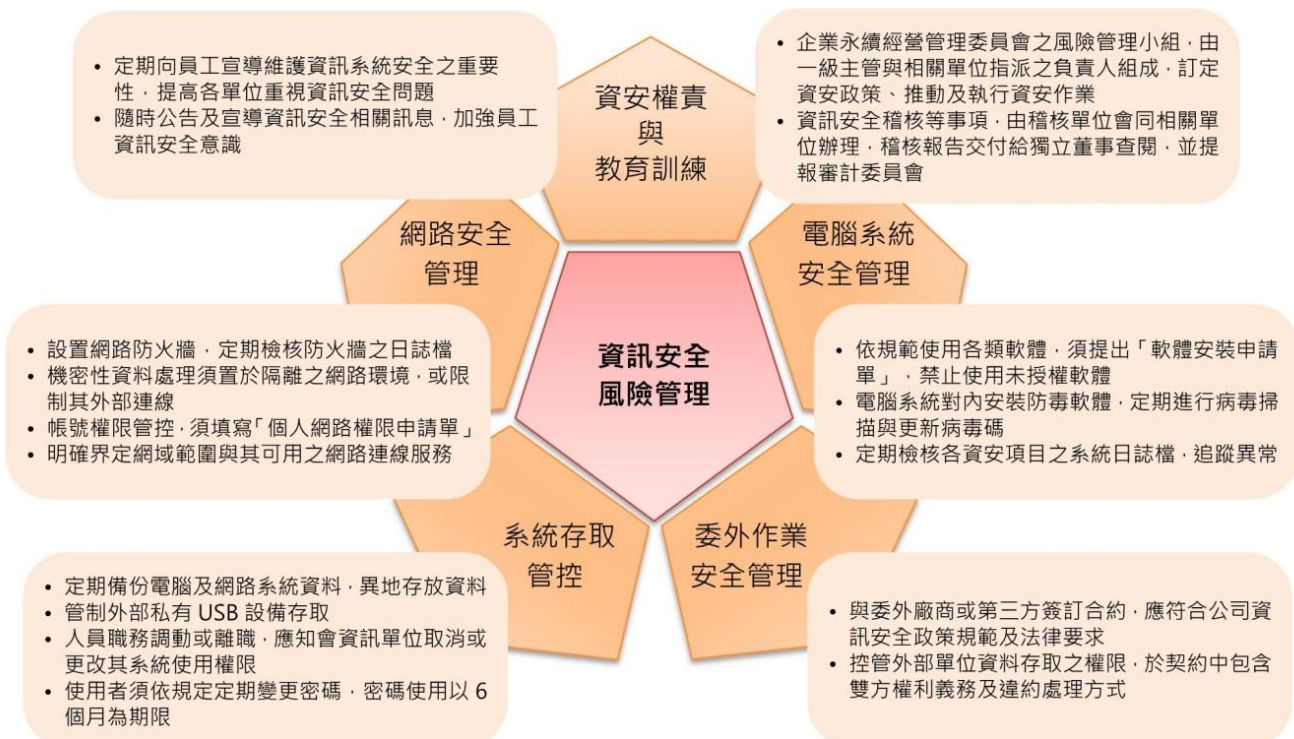 • 定期向員工宣導維護資訊系統安全之重要
性，提高各單位重視資訊安全問題
• 隨時公告及宣導資訊安全相關訊息，加強員工
資訊安全意識
資安權責
與
教育訓練
• 企業永續經營管理委員會之風險管理小組，由
一級主管與相關單位指派之負責人組成，訂定
資安政策、推動及執行資安作業
• 資訊安全稽核等事項，由稽核單位會同相關單
位辦理，稽核報告交付給獨立董事查閱，並提
報審計委員會
網路安全
管理
電腦系統
安全管理
• 設置網路防火牆，定期檢核防火牆之日誌檔
• 機密性資料處理須置於隔離之網路環境，或限
制其外部連線
• 帳號權限管控，須填寫「個人網路權限申請單」
• 明確界定網域範圍與其可用之網路連線服務
資訊安全
風險管理
• 依規範使用各類軟體，須提出「軟體安裝申請
單」，禁止使用未授權軟體
• 電腦系統對內安裝防毒軟體，定期進行病毒掃
描與更新病毒碼
• 定期檢核各資安項目之系統日誌檔，追蹤異常
系統存取
管控
委外作業
安全管理
• 定期備份電腦及網路系統資料，異地存放資料
• 管制外部私有 USB 設備存取
• 人員職務調動或離職，應知會資訊單位取消或
更改其系統使用權限
• 使用者須依規定定期變更密碼，密碼使用以 6
個月為期限
• 與委外廠商或第三方簽訂合約，應符合公司資
訊安全政策規範及法律要求
• 控管外部單位資料存取之權限，於契約中包含
雙方權利義務及違約處理方式